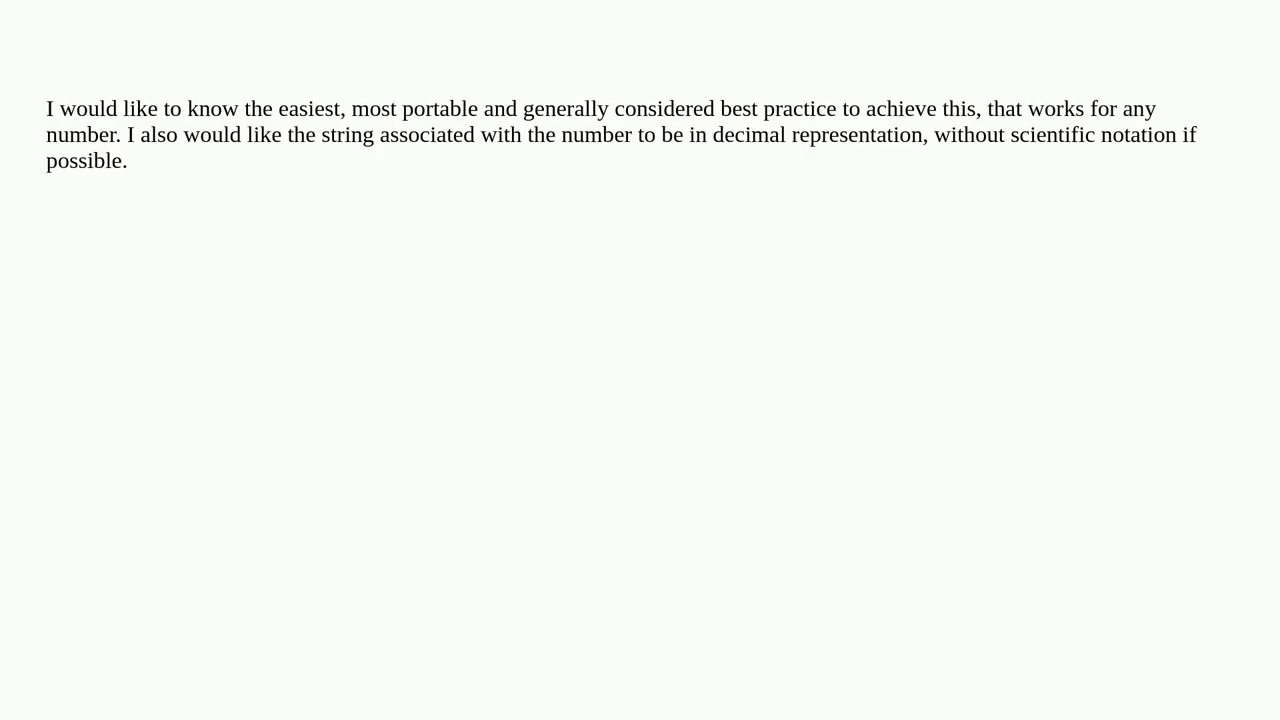 I would like to know the easiest, most portable and generally considered best practice to achieve this, that works for any
number. I also would like the string associated with the number to be in decimal representation, without scientific notation if
possible.